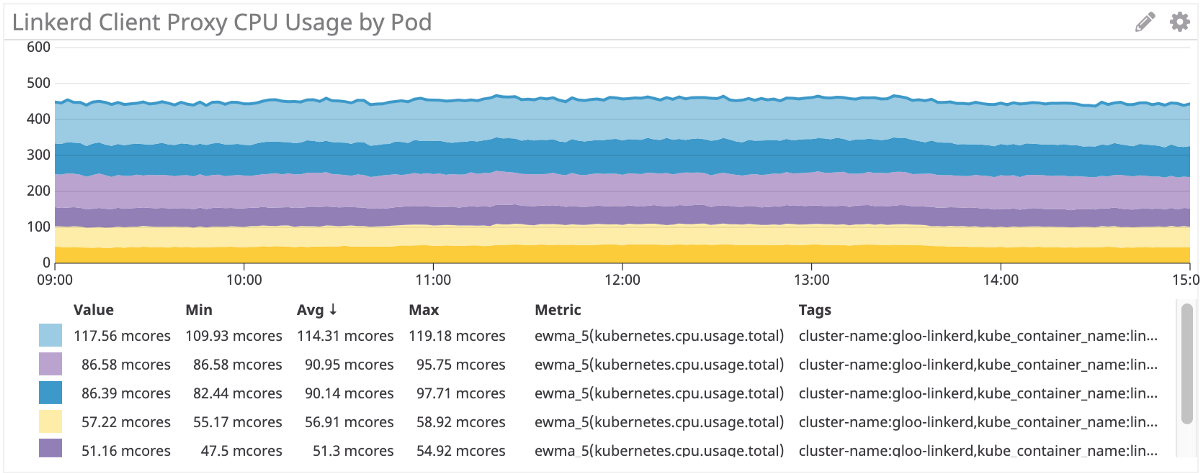 Linkerd Client Proxy CPU Usage by Pod
600
500
400
300
200
100
0
09:00 10:00 11:00 12:00 13:00 14:00 15:0
Value Min Avg ↓ Max Metric Tags
117.56 mcores 109.93 mcores 114.31 mcores 119.18 mcores ewma_5(kubernetes.cpu.usage.total) cluster-name:gloo-linkerd,kube_container_name:lin...
86.58 mcores 86.58 mcores 90.95 mcores 95.75 mcores ewma_5(kubernetes.cpu.usage.total) cluster-name:gloo-linkerd,kube_container_name:lin...
86.39 mcores 82.44 mcores 90.14 mcores 97.71 mcores ewma_5(kubernetes.cpu.usage.total) cluster-name:gloo-linkerd,kube_container_name:lin...
57.22 mcores 55.17 mcores 56.91 mcores 58.92 mcores ewma_5(kubernetes.cpu.usage.total) cluster-name:gloo-linkerd,kube_container_name:lin...
51.16 mcores 47.5 mcores 51.3 mcores 54.92 mcores ewma_5(kubernetes.cpu.usage.total) cluster-name:gloo-linkerd,kube_container_name:lin...